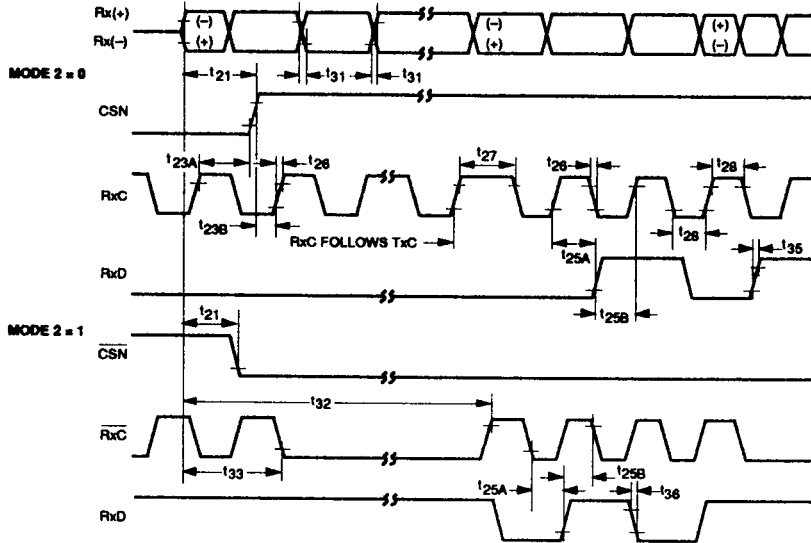 Rx(+)
Rx(–)
(–)
(+)
(–)
(+)
(+)
(–)
MODE 2 = 0
t21
t31
t31
CSN
t23A
t26
t27
t26
t28
RxC
t23B
RxC FOLLOWS TxC
t28
t25A
t35
RxD
t25B
MODE 2 = 1
t21
CSN
t32
RxC
t33
t25A
t25B
t36
RxD